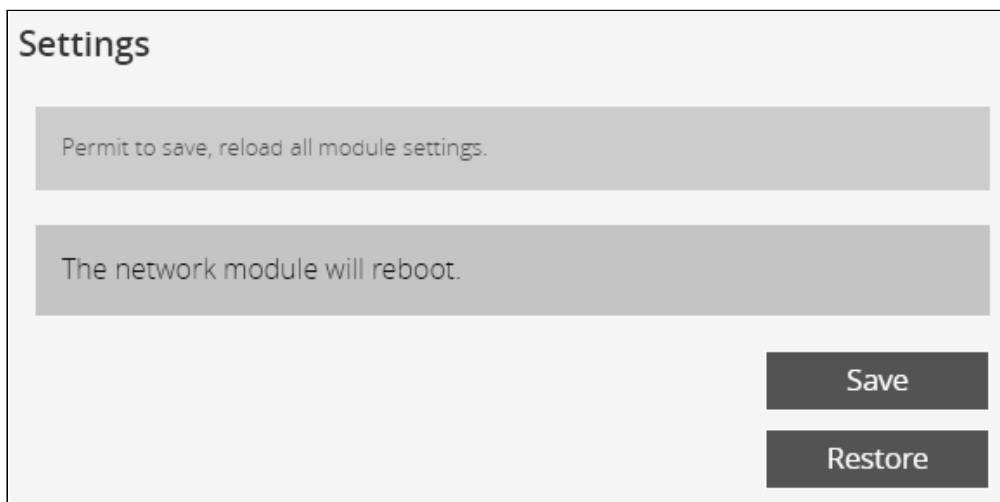 Settings
Permit to save, reload all module settings.
The network module will reboot.
Save
Restore